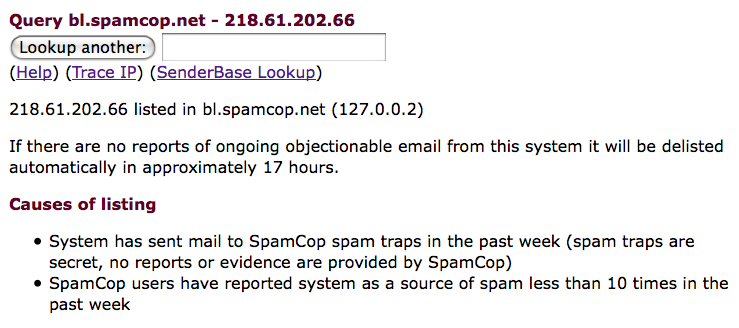 Query bl.spamcop.net - 218.61.202.66
Lookup another:
(Help) (Trace IP) (SenderBase Lookup)
218.61.202.66 listed in bl.spamcop.net (127.0.0.2)
If there are no reports of ongoing objectionable email from this system it will be delisted
automatically in approximately 17 hours.
Causes of listing
• System has sent mail to SpamCop spam traps in the past week (spam traps are
secret, no reports or evidence are provided by SpamCop)
• SpamCop users have reported system as a source of spam less than 10 times in the
past week